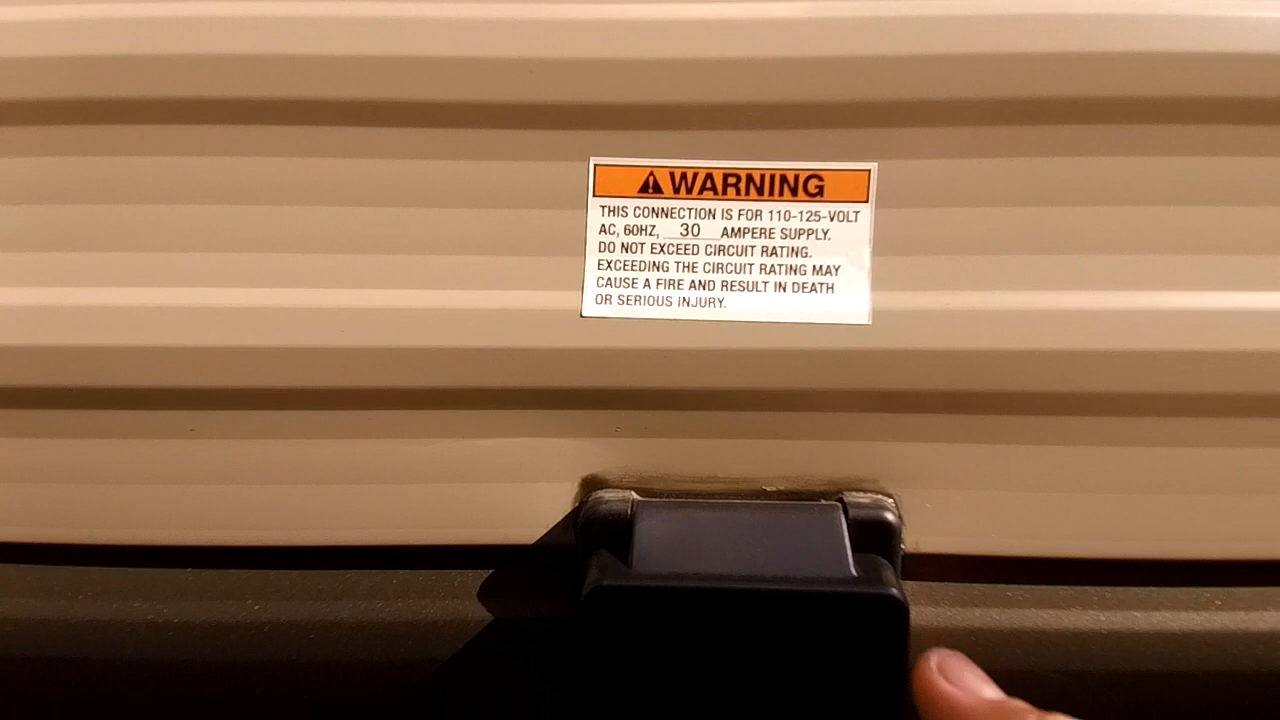 WARNING
THIS CONNECTION IS FOR 110-125-VOLT
AC, 60HZ, 30 AMPERE SUPPLY.
DO NOT EXCEED CIRCUIT RATING.
EXCEEDING THE CIRCUIT RATING MAY
CAUSE A FIRE AND RESULT IN DEATH
OR SERIOUS INJURY.